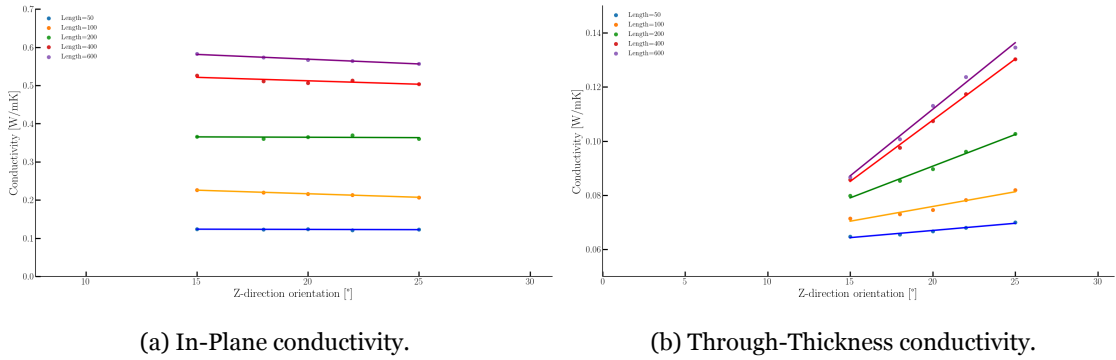 Length=50
Length=100
Length=200
Length=400
Length=600
0.7
0.6
0.5
0.4
0.3
0.2
0.1
0.0
Conductivity [W/mK]
10
15
20
25
30
Z-direction orientation [°]
(a) In-Plane conductivity.
Length=50
Length=100
Length=200
Length=400
Length=600
0.14
0.12
0.10
0.08
0.06
Conductivity [W/mK]
0
5
10
15
20
25
30
Z-direction orientation [°]
(b) Through-Thickness conductivity.